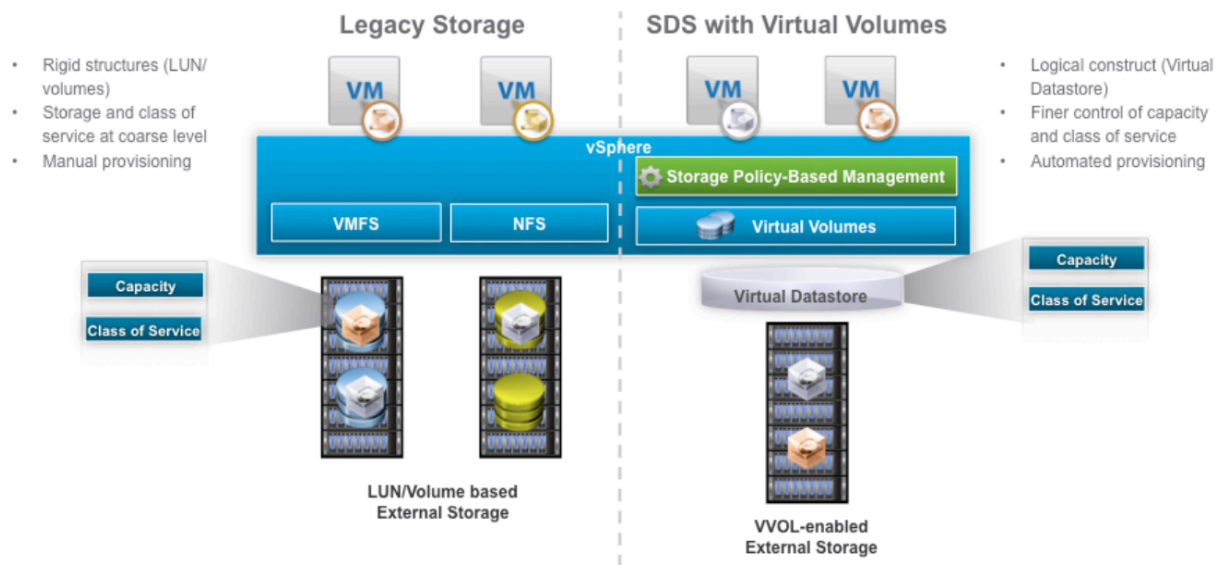 Legacy Storage
SDS with Virtual Volumes
• Rigid structures (LUN/
volumes)
• Storage and class of
service at coarse level
• Manual provisioning
VM
VM
VM
VM
• Logical construct (Virtual
Datastore)
• Finer control of capacity
and class of service
• Automated provisioning
vSphere
Storage Policy-Based Management
VMFS
NFS
Virtual Volumes
Capacity
Class of Service
Virtual Datastore
Capacity
Class of Service
LUN/Volume based
External Storage
VVOL-enabled
External Storage